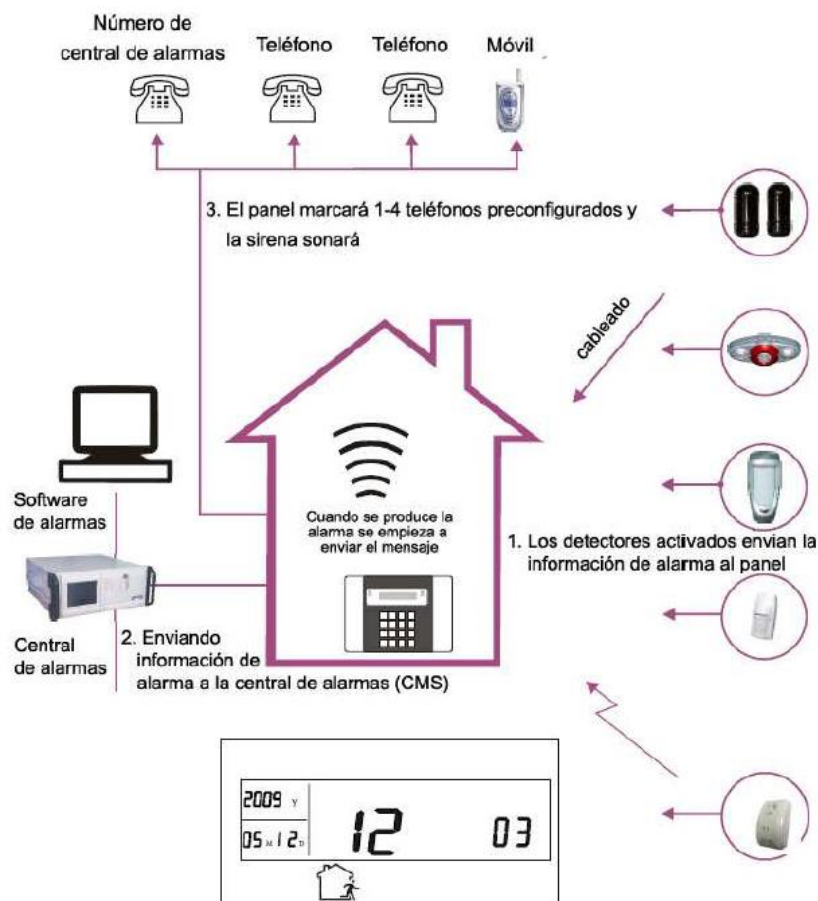 Número de
central de alarmas
Teléfono
Teléfono
Móvil
3. El panel marcará 1-4 teléfonos preconfigurados y
la sirena sonará
cableado
Software
de alarmas
Cuando se produce la
alarma se empieza a
enviar el mensaje
1. Los detectores activados envian la
información de alarma al panel
Central
de alarmas
2. Enviando
información de
alarma a la central de alarmas (CMS)
2009 Y
05 M 12 D
12
03